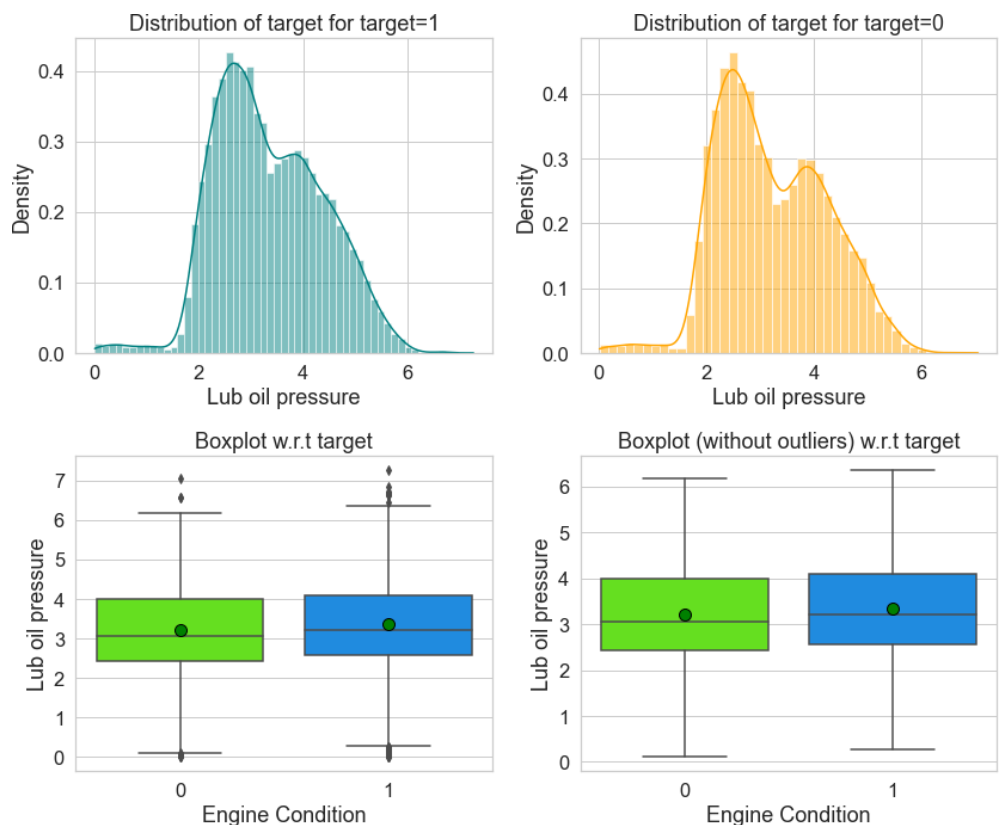 Distribution of target for target=1
Density
0.4
0.3
0.2
0.1
0.0
0 2 4 6
Lub oil pressure
Distribution of target for target=0
Density
0.4
0.3
0.2
0.1
0.0
0 2 4 6
Lub oil pressure
Boxplot w.r.t target
Lub oil pressure
7
6
5
4
3
2
1
0
0 1
Engine Condition
Boxplot (without outliers) w.r.t target
Lub oil pressure
6
5
4
3
2
1
0
0 1
Engine Condition